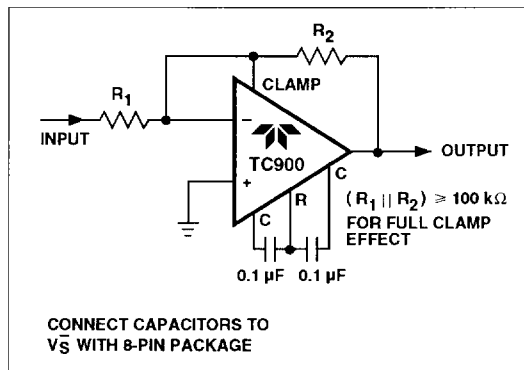 R2
CLAMP
R1
INPUT
−
TC900
+
OUTPUT
C
R
C
(R1 || R2) ⩾ 100 kΩ
FOR FULL CLAMP
EFFECT
0.1 µF 0.1 µF
CONNECT CAPACITORS TO
V−S WITH 8-PIN PACKAGE